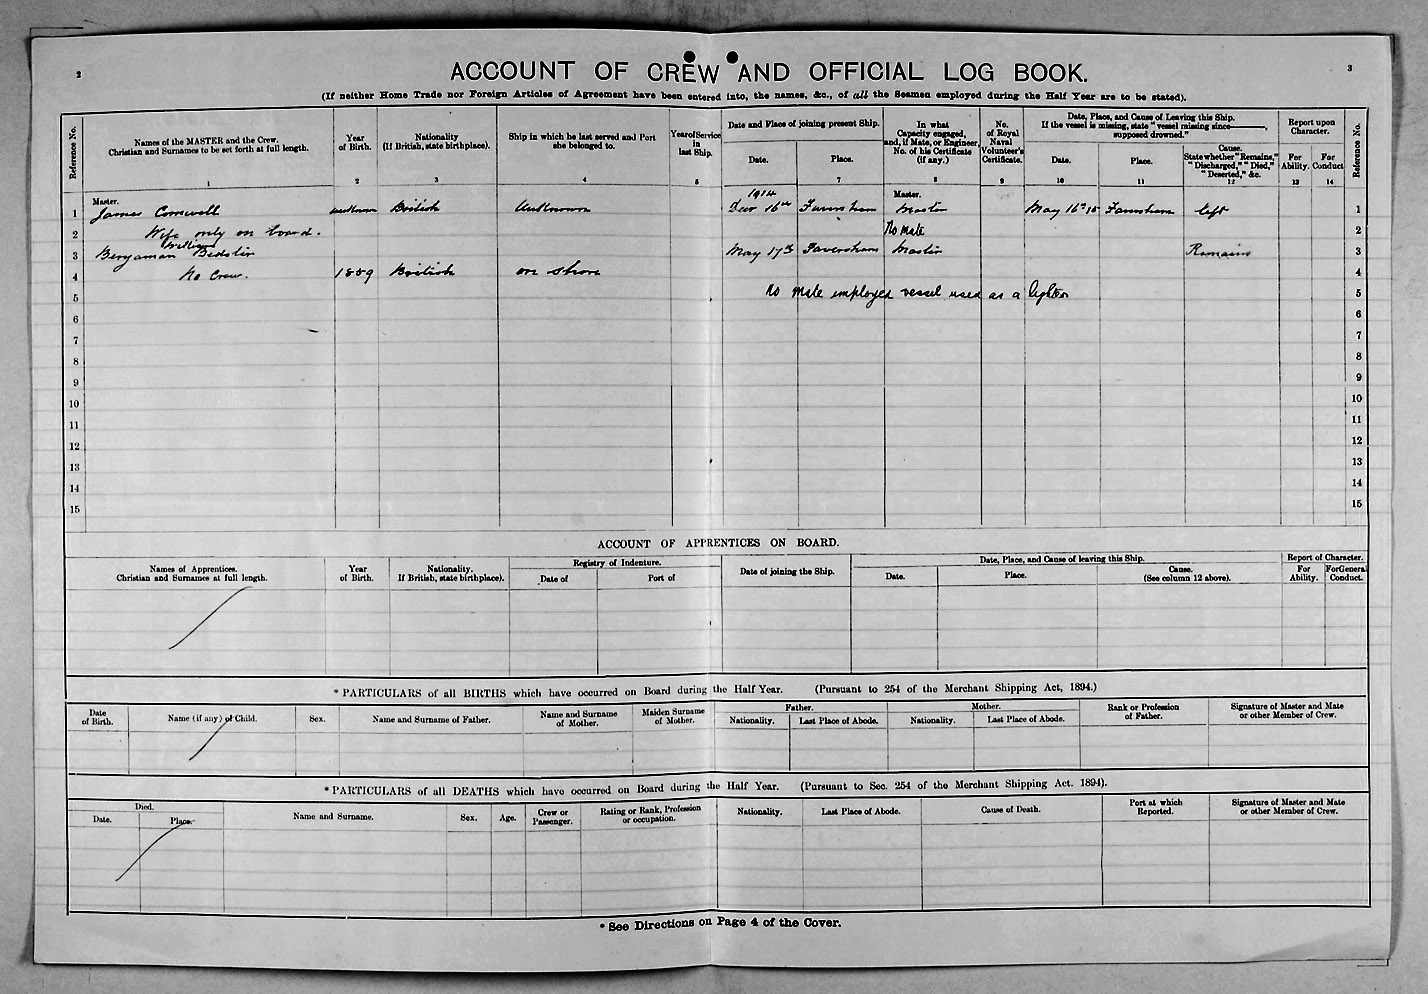 2
3
ACCOUNT OF CREW AND OFFICIAL LOG BOOK.
(If neither Home Trade nor Foreign Articles of Agreement have been entered into, the names, &c., of all the Seamen employed during the Half Year are to be stated).
Reference No.
Names of the MASTER and the Crew.
Christian and Surnames to be set forth at full length.
1
Year
of Birth.
2
Nationality
(If British, state birthplace).
3
Ship in which he last served and Port
she belonged to.
4
Year of Service
in
last Ship.
5
Date and Place of joining present Ship.
Date.
Place.
7
In what
Capacity engaged,
and, if Mate, or Engineer,
No. of his Certificate
(if any.)
8
No.
of Royal
Naval
Volunteer's
Certificate.
9
Date, Place, and Cause of Leaving this Ship.
If the vessel is missing, state "vessel missing since ———,
supposed drowned."
Date.
10
Place.
11
Cause.
State whether "Remains,"
"Discharged," "Died,"
"Deserted," &c.
12
Report upon
Character.
For
Ability.
13
For
Conduct
14
Reference No.
Master. 1914 Master.
1 James Cornwell unknown British Unknown Dec 16th Faversham Master May 16th 15 Faversham left 1
2 Wife only on board. No Mate 2
William
3 Benjaman May 17th Faversham Master Remains 3
4 No Crew. 1889 British on shore 4
5 No Mate employed vessel used as a lighter 5
6 6
7 7
8 8
9 9
10 10
11 11
12 12
13 13
14 14
15 15
ACCOUNT OF APPRENTICES ON BOARD.
Names of Apprentices.
Christian and Surnames at full length.
Year
of Birth.
Nationality.
If British, state birthplace).
Registry of Indenture.
Date of
Port of
Date of joining the Ship.
Date, Place, and Cause of leaving this Ship.
Date.
Place.
Cause.
(See column 12 above).
Report of Character.
For
Ability.
For General
Conduct.
* PARTICULARS of all BIRTHS which have occurred on Board during the Half Year. (Pursuant to 254 of the Merchant Shipping Act, 1894.)
Date
of Birth.
Name (if any) of Child.
Sex.
Name and Surname of Father.
Name and Surname
of Mother.
Maiden Surname
of Mother.
Father.
Nationality.
Last Place of Abode.
Mother.
Nationality.
Last Place of Abode.
Rank or Profession
of Father.
Signature of Master and Mate
or other Member of Crew.
* PARTICULARS of all DEATHS which have occurred on Board during the Half Year. (Pursuant to Sec. 254 of the Merchant Shipping Act. 1894).
Died.
Date.
Place.
Name and Surname.
Sex.
Age.
Crew or
Passenger.
Rating or Rank, Profession
or occupation.
Nationality.
Last Place of Abode.
Cause of Death.
Port at which
Reported.
Signature of Master and Mate
or other Member of Crew.
* See Directions on Page 4 of the Cover.